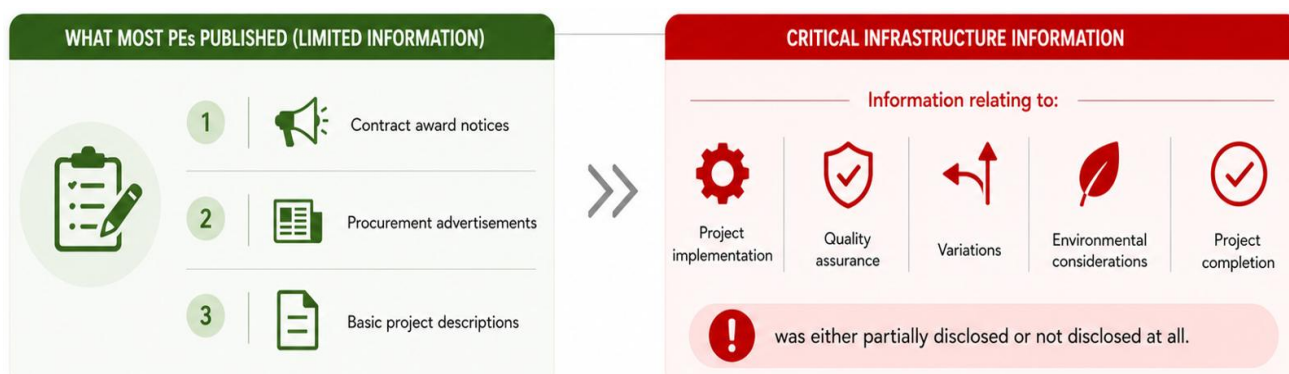 WHAT MOST PEs PUBLISHED (LIMITED INFORMATION)
1
Contract award notices
2
Procurement advertisements
3
Basic project descriptions
CRITICAL INFRASTRUCTURE INFORMATION
Information relating to:
Project
implementation
Quality
assurance
Variations
Environmental
considerations
Project
completion
was either partially disclosed or not disclosed at all.